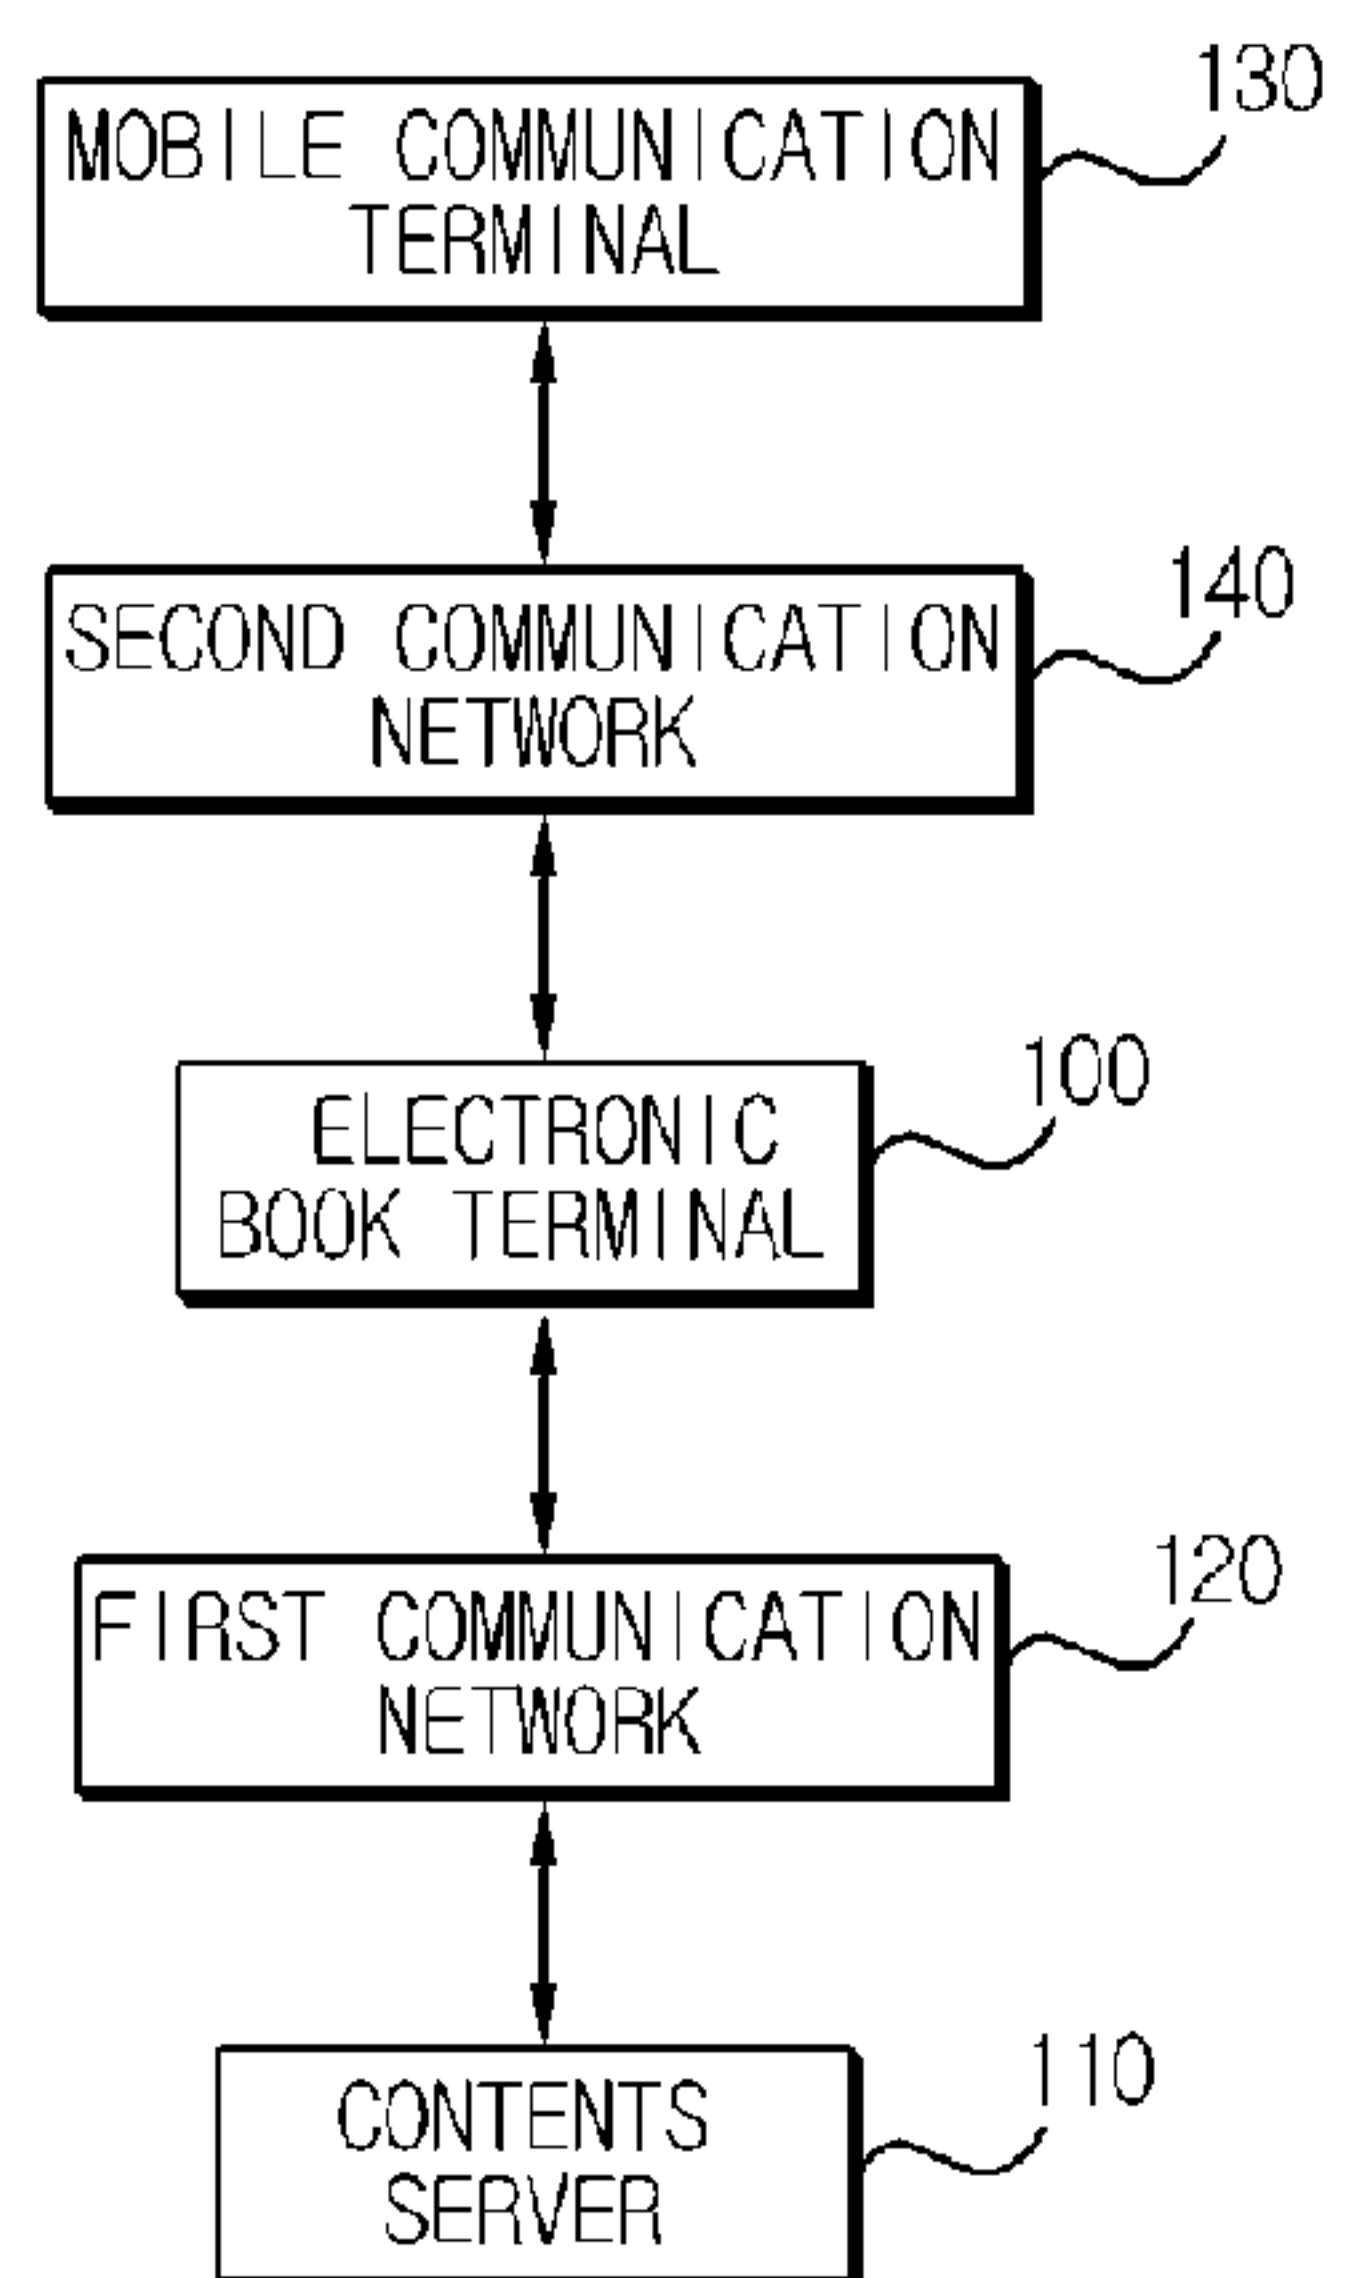 130
MOBILE COMMUNICATION
TERMINAL
140
SECOND COMMUNICATION
NETWORK
100
ELECTRONIC
BOOK TERMINAL
120
FIRST COMMUNICATION
NETWORK
110
CONTENTS
SERVER